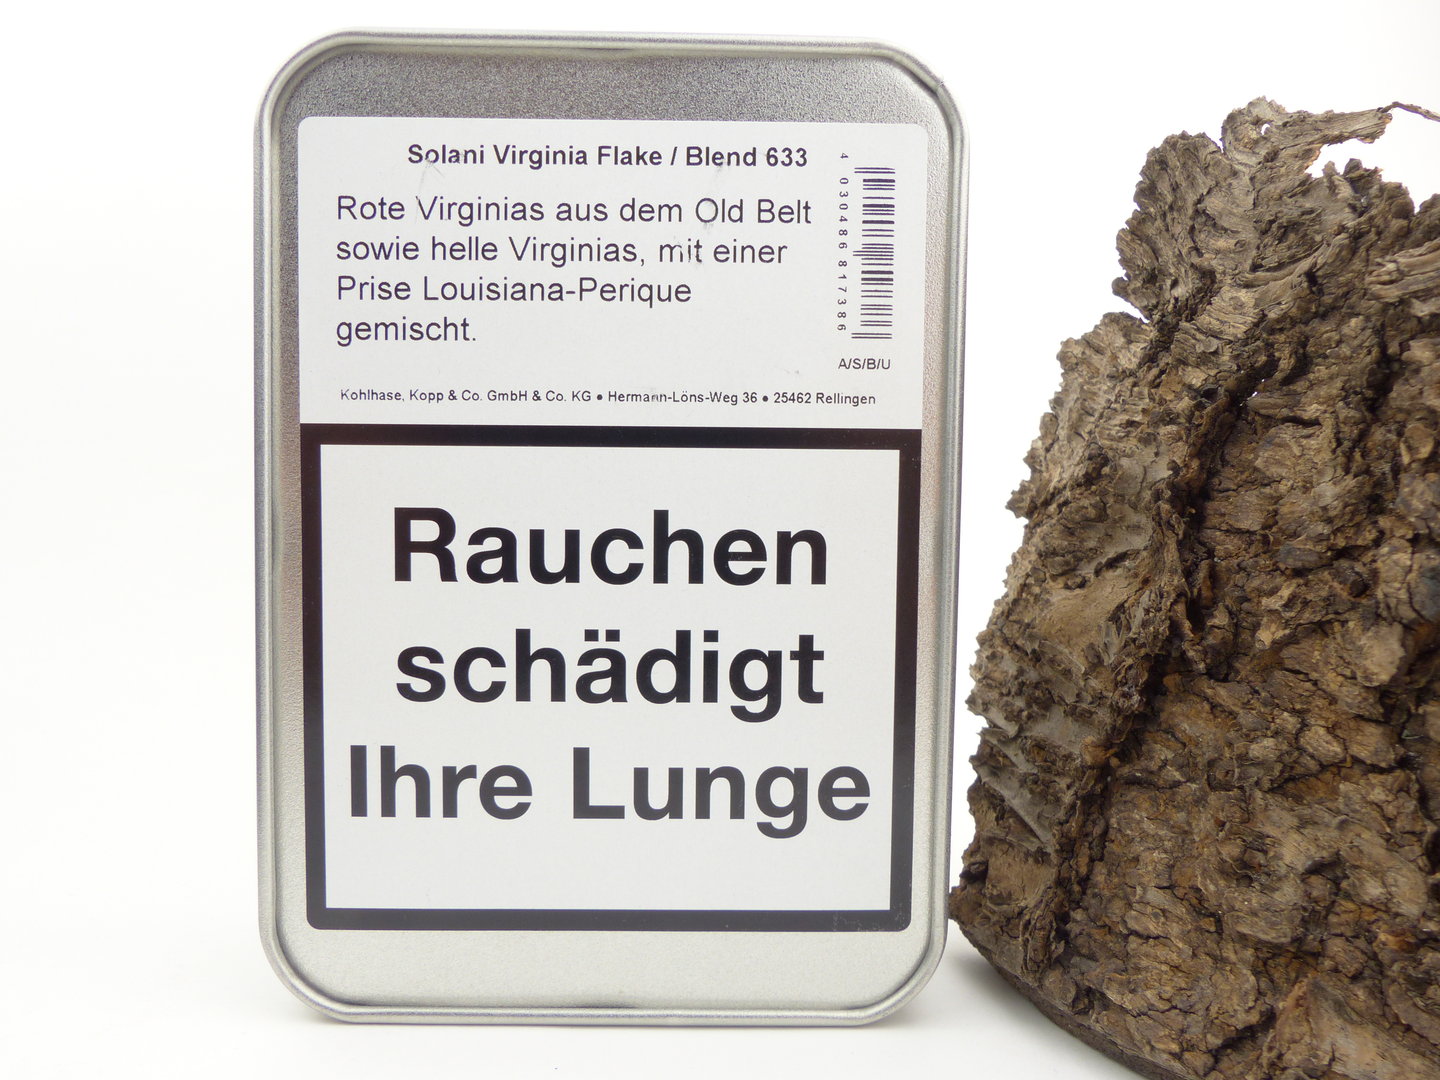 Solani Virginia Flake / Blend 633
Rote Virginias aus dem Old Belt
sowie helle Virginias, mit einer
Prise Louisiana-Perique
gemischt.
4 030486 817386
A/S/B/U
Kohlhase, Kopp & Co. GmbH & Co. KG ● Hermann-Löns-Weg 36 ● 25462 Rellingen
Rauchen
schädigt
Ihre Lunge